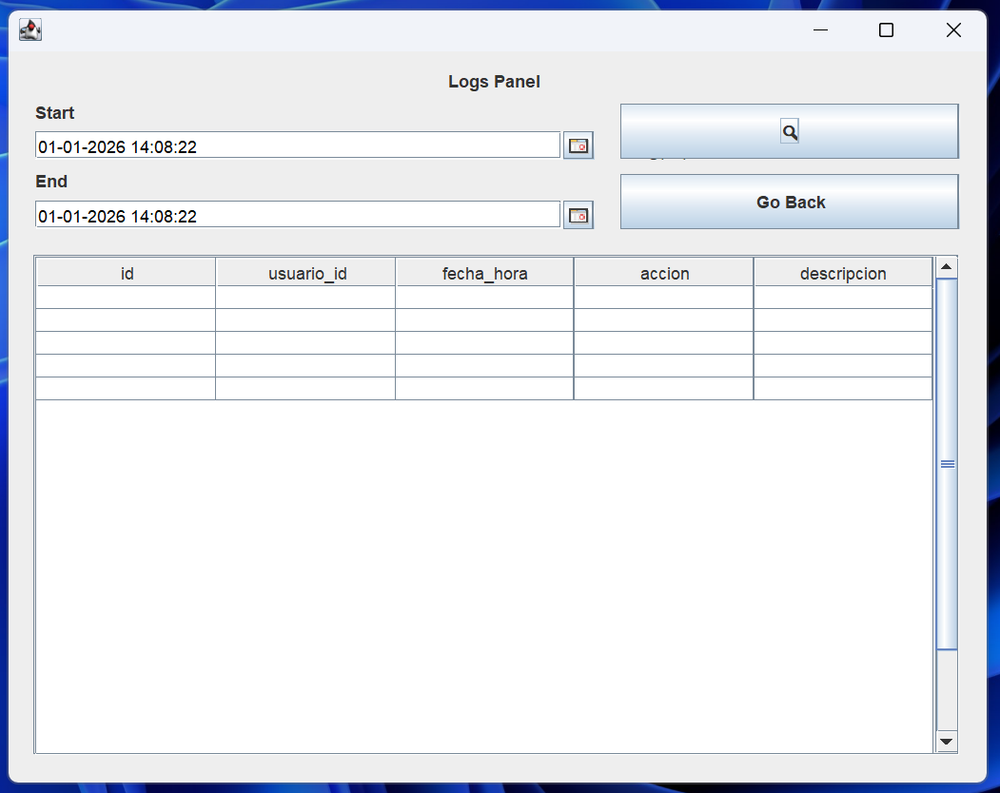 Logs Panel
Start
01-01-2026 14:08:22
End
01-01-2026 14:08:22
Go Back
id usuario_id fecha_hora accion descripcion